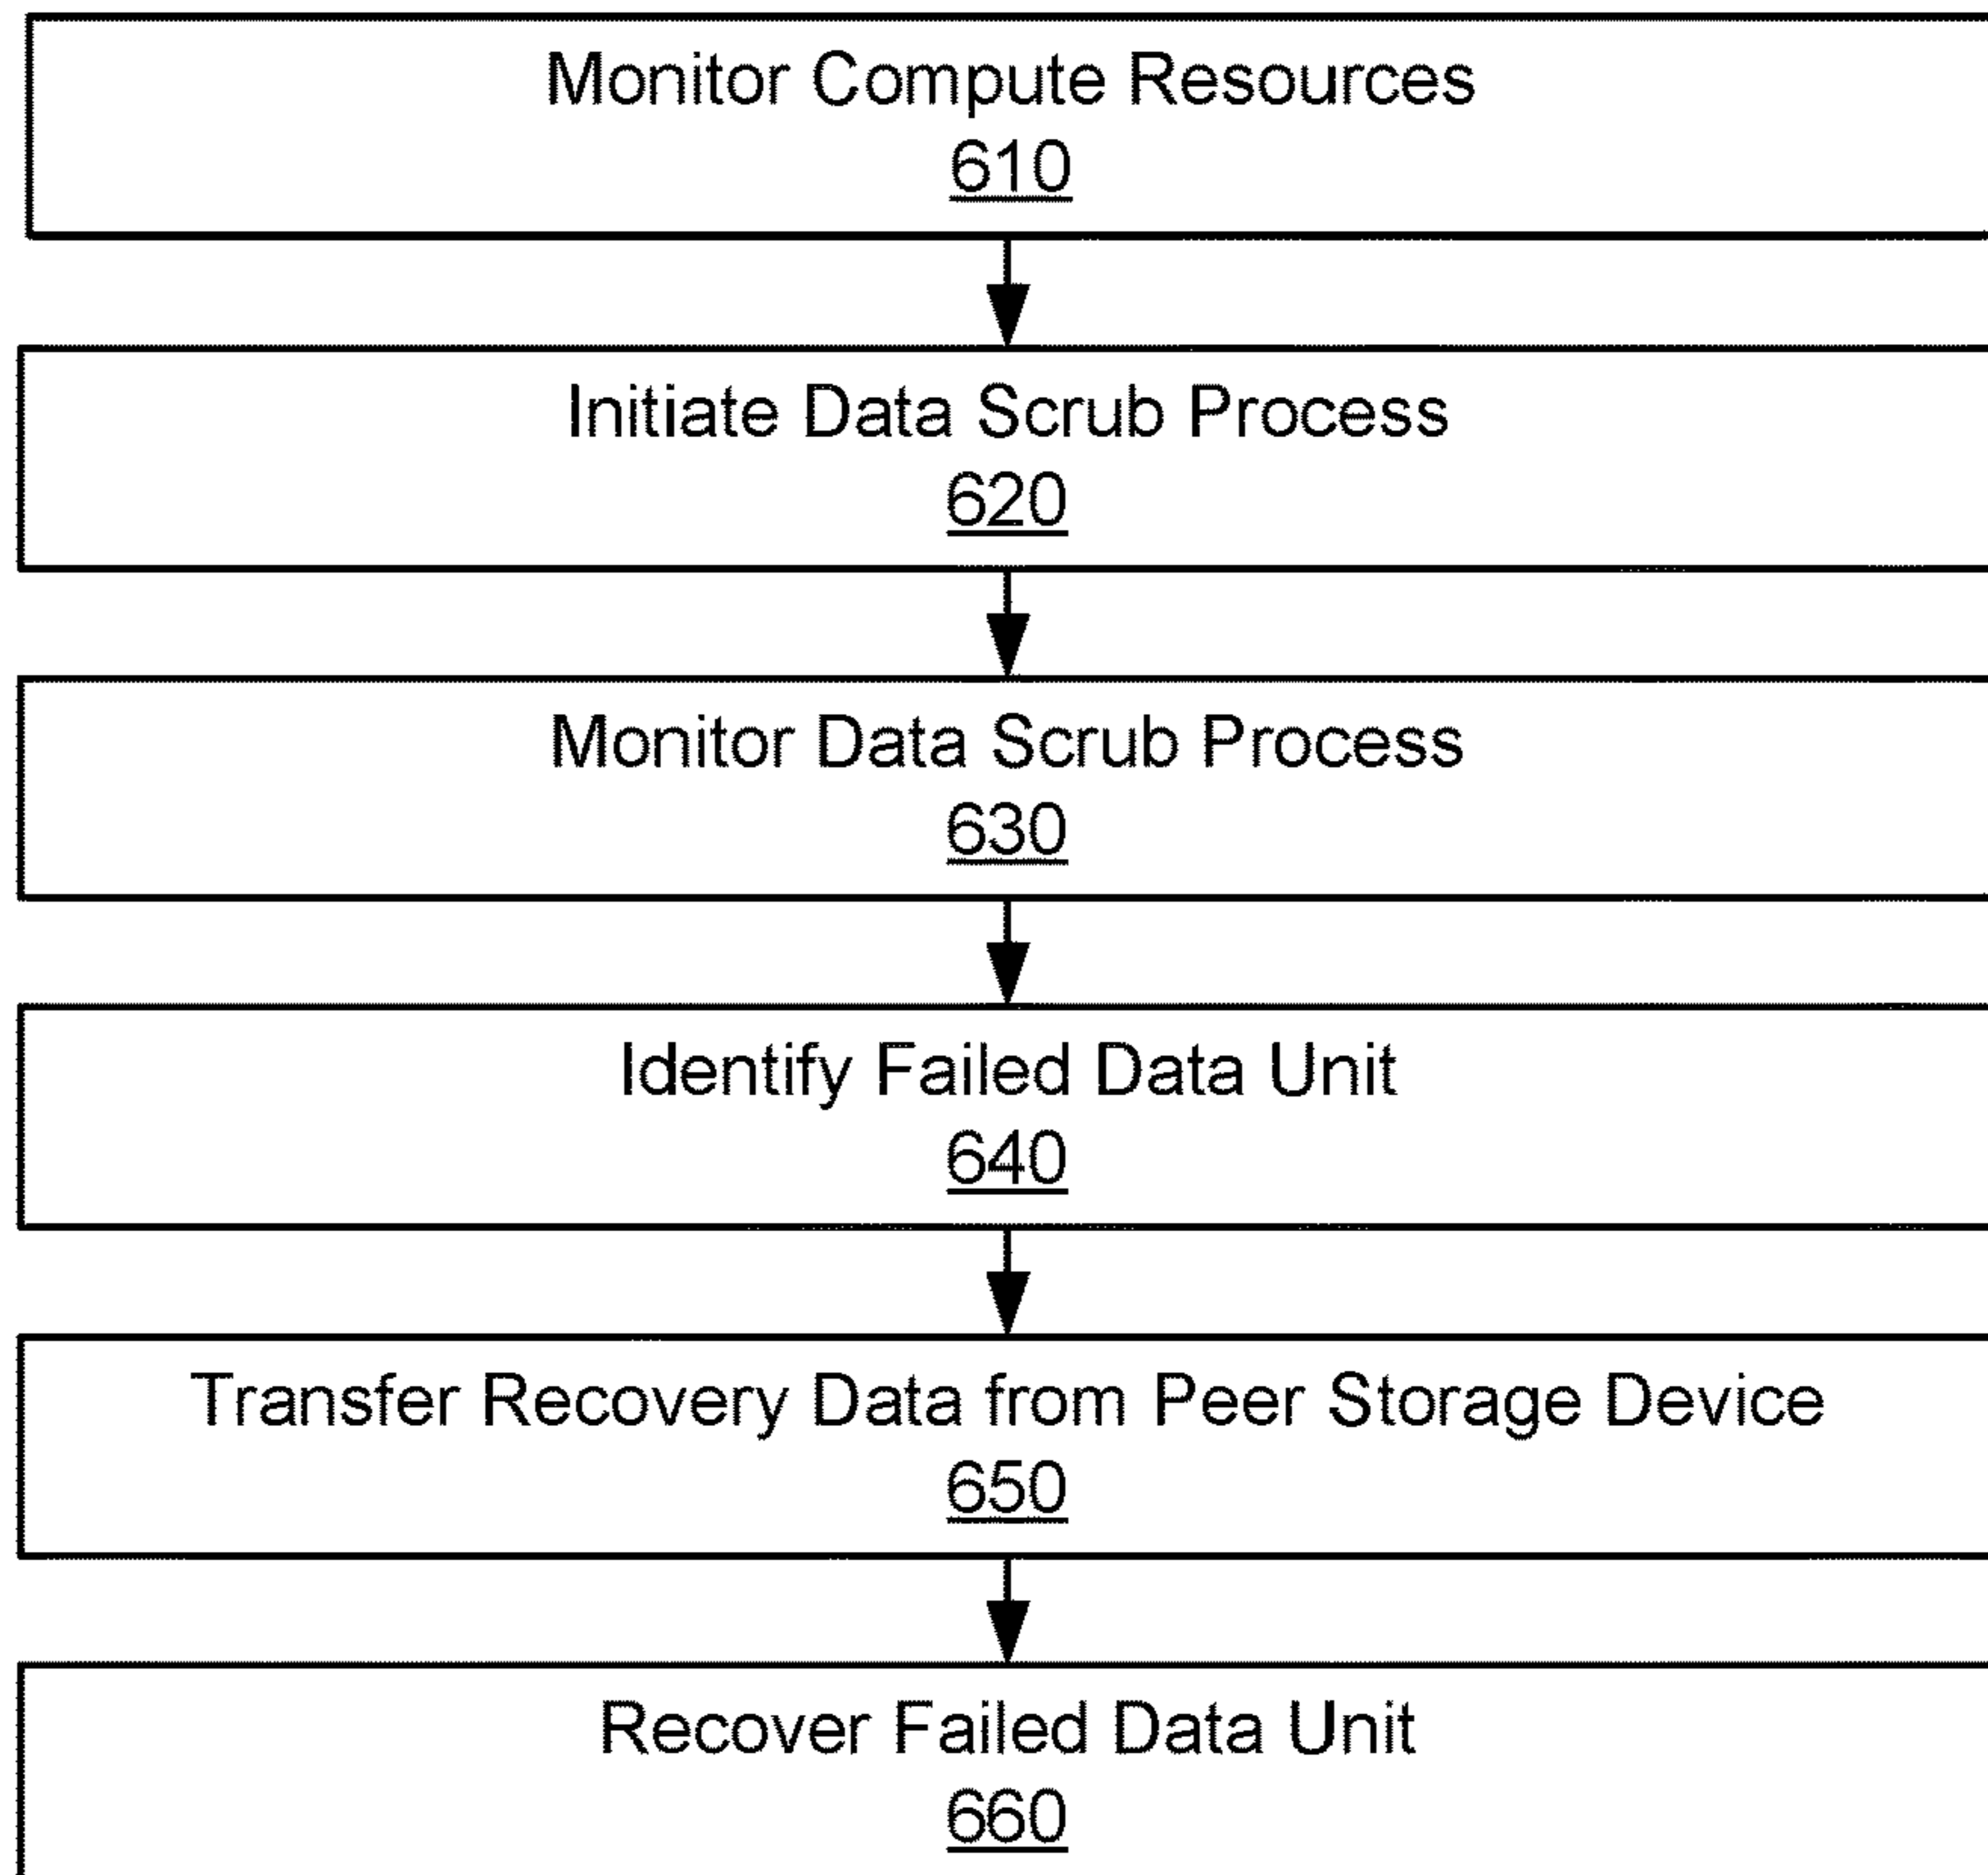 Monitor Compute Resources
610
Initiate Data Scrub Process
620
Monitor Data Scrub Process
630
Identify Failed Data Unit
640
Transfer Recovery Data from Peer Storage Device
650
Recover Failed Data Unit
660